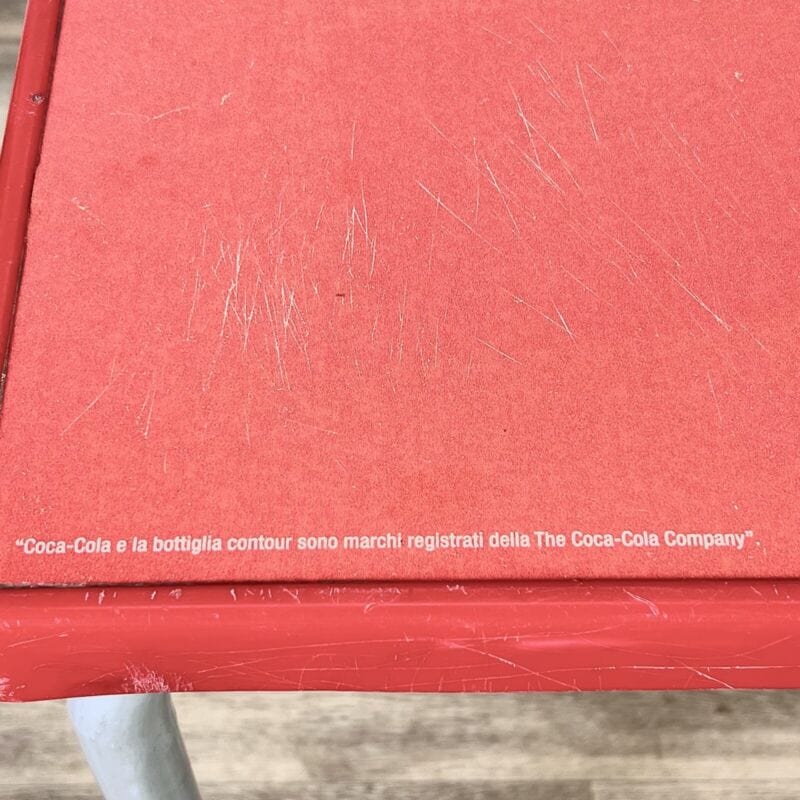 “Coca-Cola e la bottiglia contour sono marchi registrati della The Coca-Cola Company”.